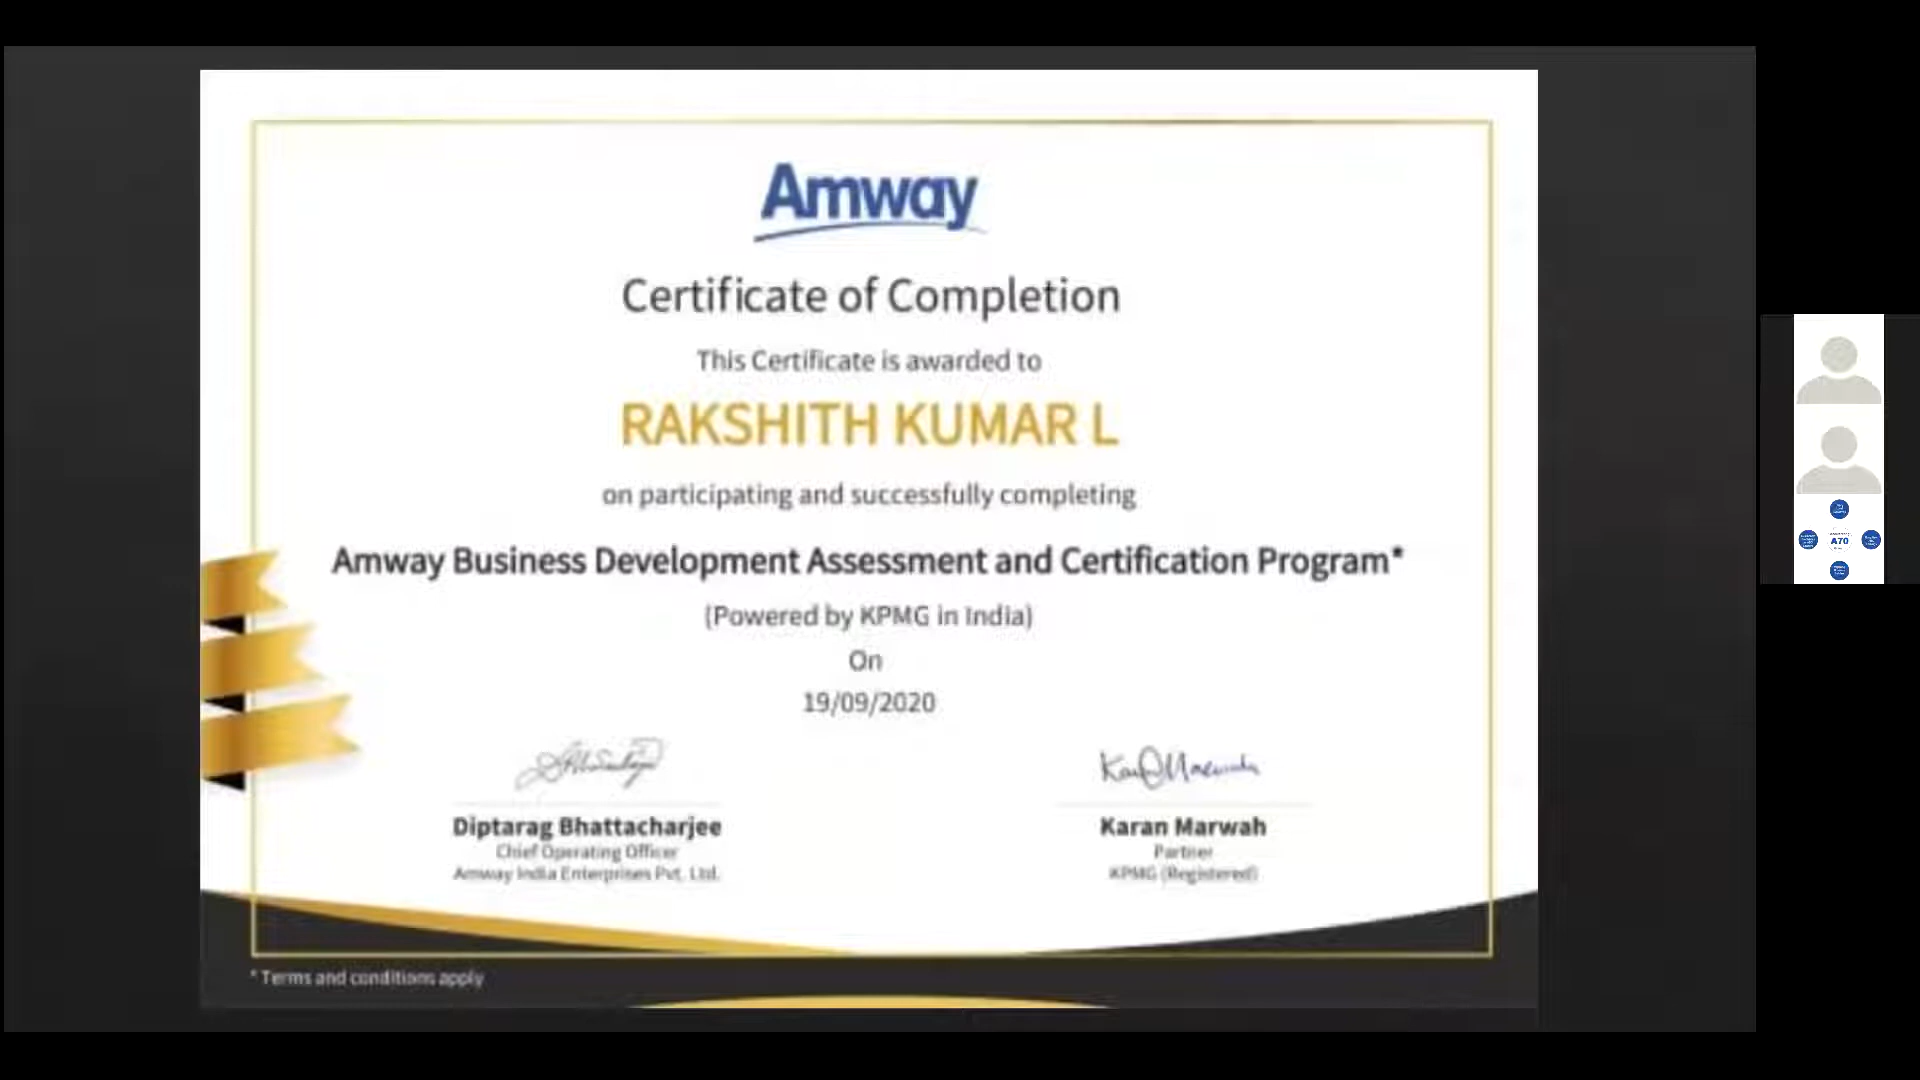 Amway
Certificate of Completion
This Certificate is awarded to
RAKSHITH KUMAR L
on participating and successfully completing
Amway Business Development Assessment and Certification Program*
(Powered by KPMG in India)
On
19/09/2020
Diptarag Bhattacharjee
Chief Operating Officer
Amway India Enterprises Pvt. Ltd.
Karan Marwah
Partner
KPMG (Registered)
* Terms and conditions apply
A70